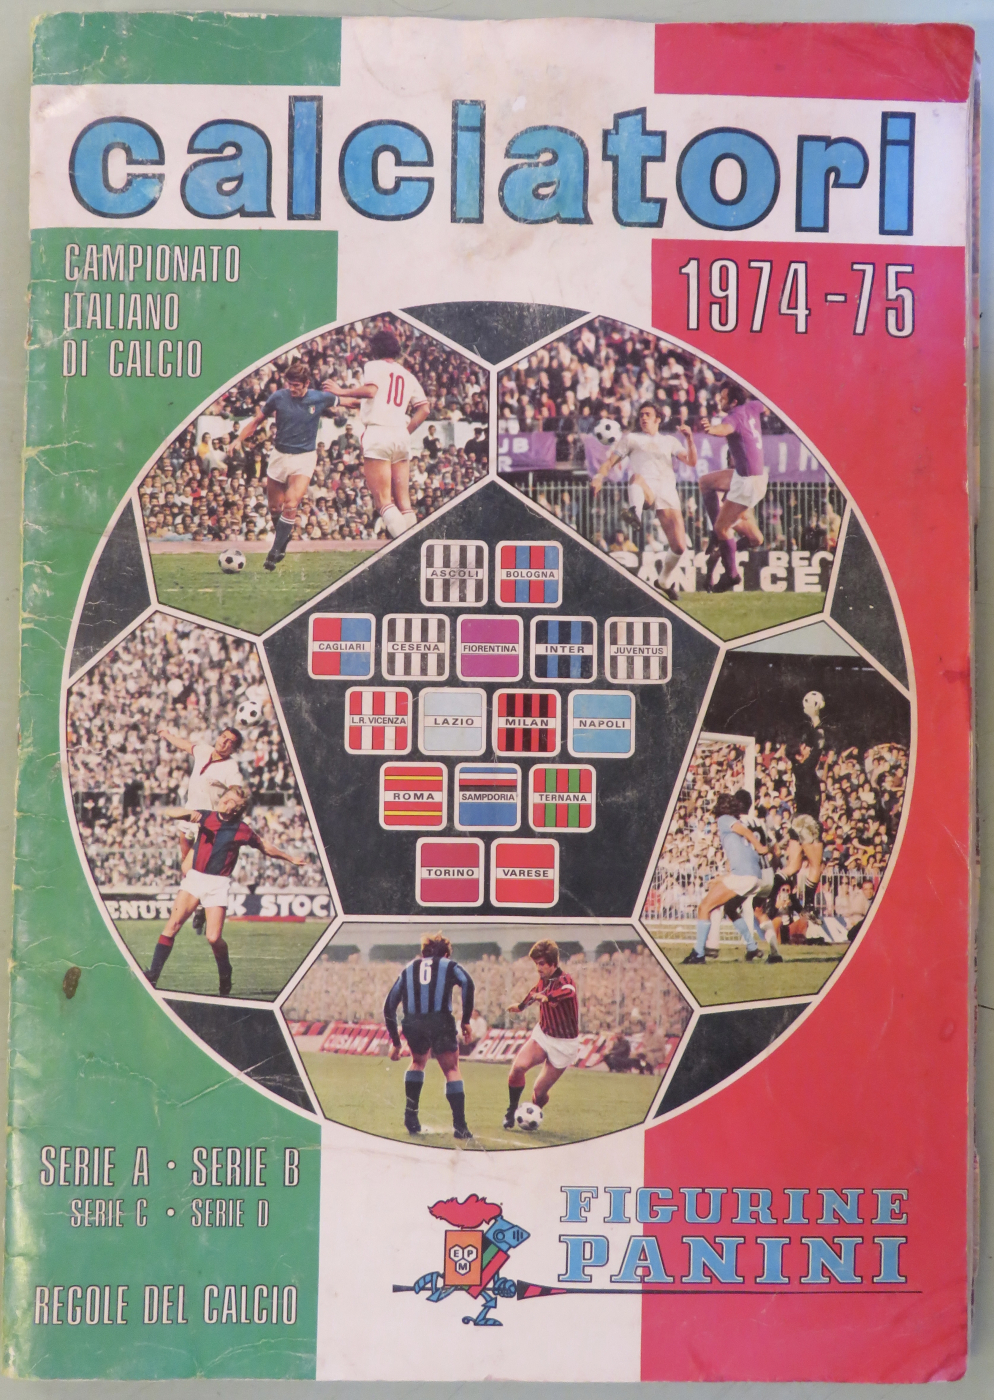 calciatori
CAMPIONATO
ITALIANO
DI CALCIO
1974-75
10
ASCOLI
BOLOGNA
CAGLIARI
CESENA
FIORENTINA
INTER
JUVENTUS
L.R. VICENZA
LAZIO
MILAN
NAPOLI
ROMA
SAMPDORIA
TERNANA
TORINO
VARESE
STOCK
6
SERIE A • SERIE B
SERIE C • SERIE D
REGOLE DEL CALCIO
FIGURINE
PANINI
E P
M